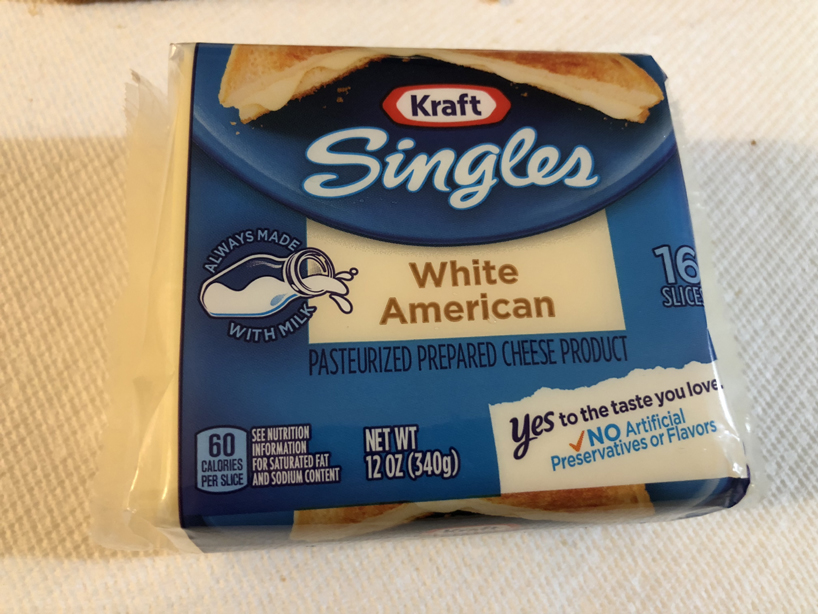 Kraft
Singles
ALWAYS MADE
WITH MILK
White
American
16
SLICES
PASTEURIZED PREPARED CHEESE PRODUCT
Yes to the taste you love.
NO Artificial
Preservatives or Flavors
60
CALORIES
PER SLICE
SEE NUTRITION
INFORMATION
FOR SATURATED FAT
AND SODIUM CONTENT
NET WT
12 OZ (340g)
Kraft